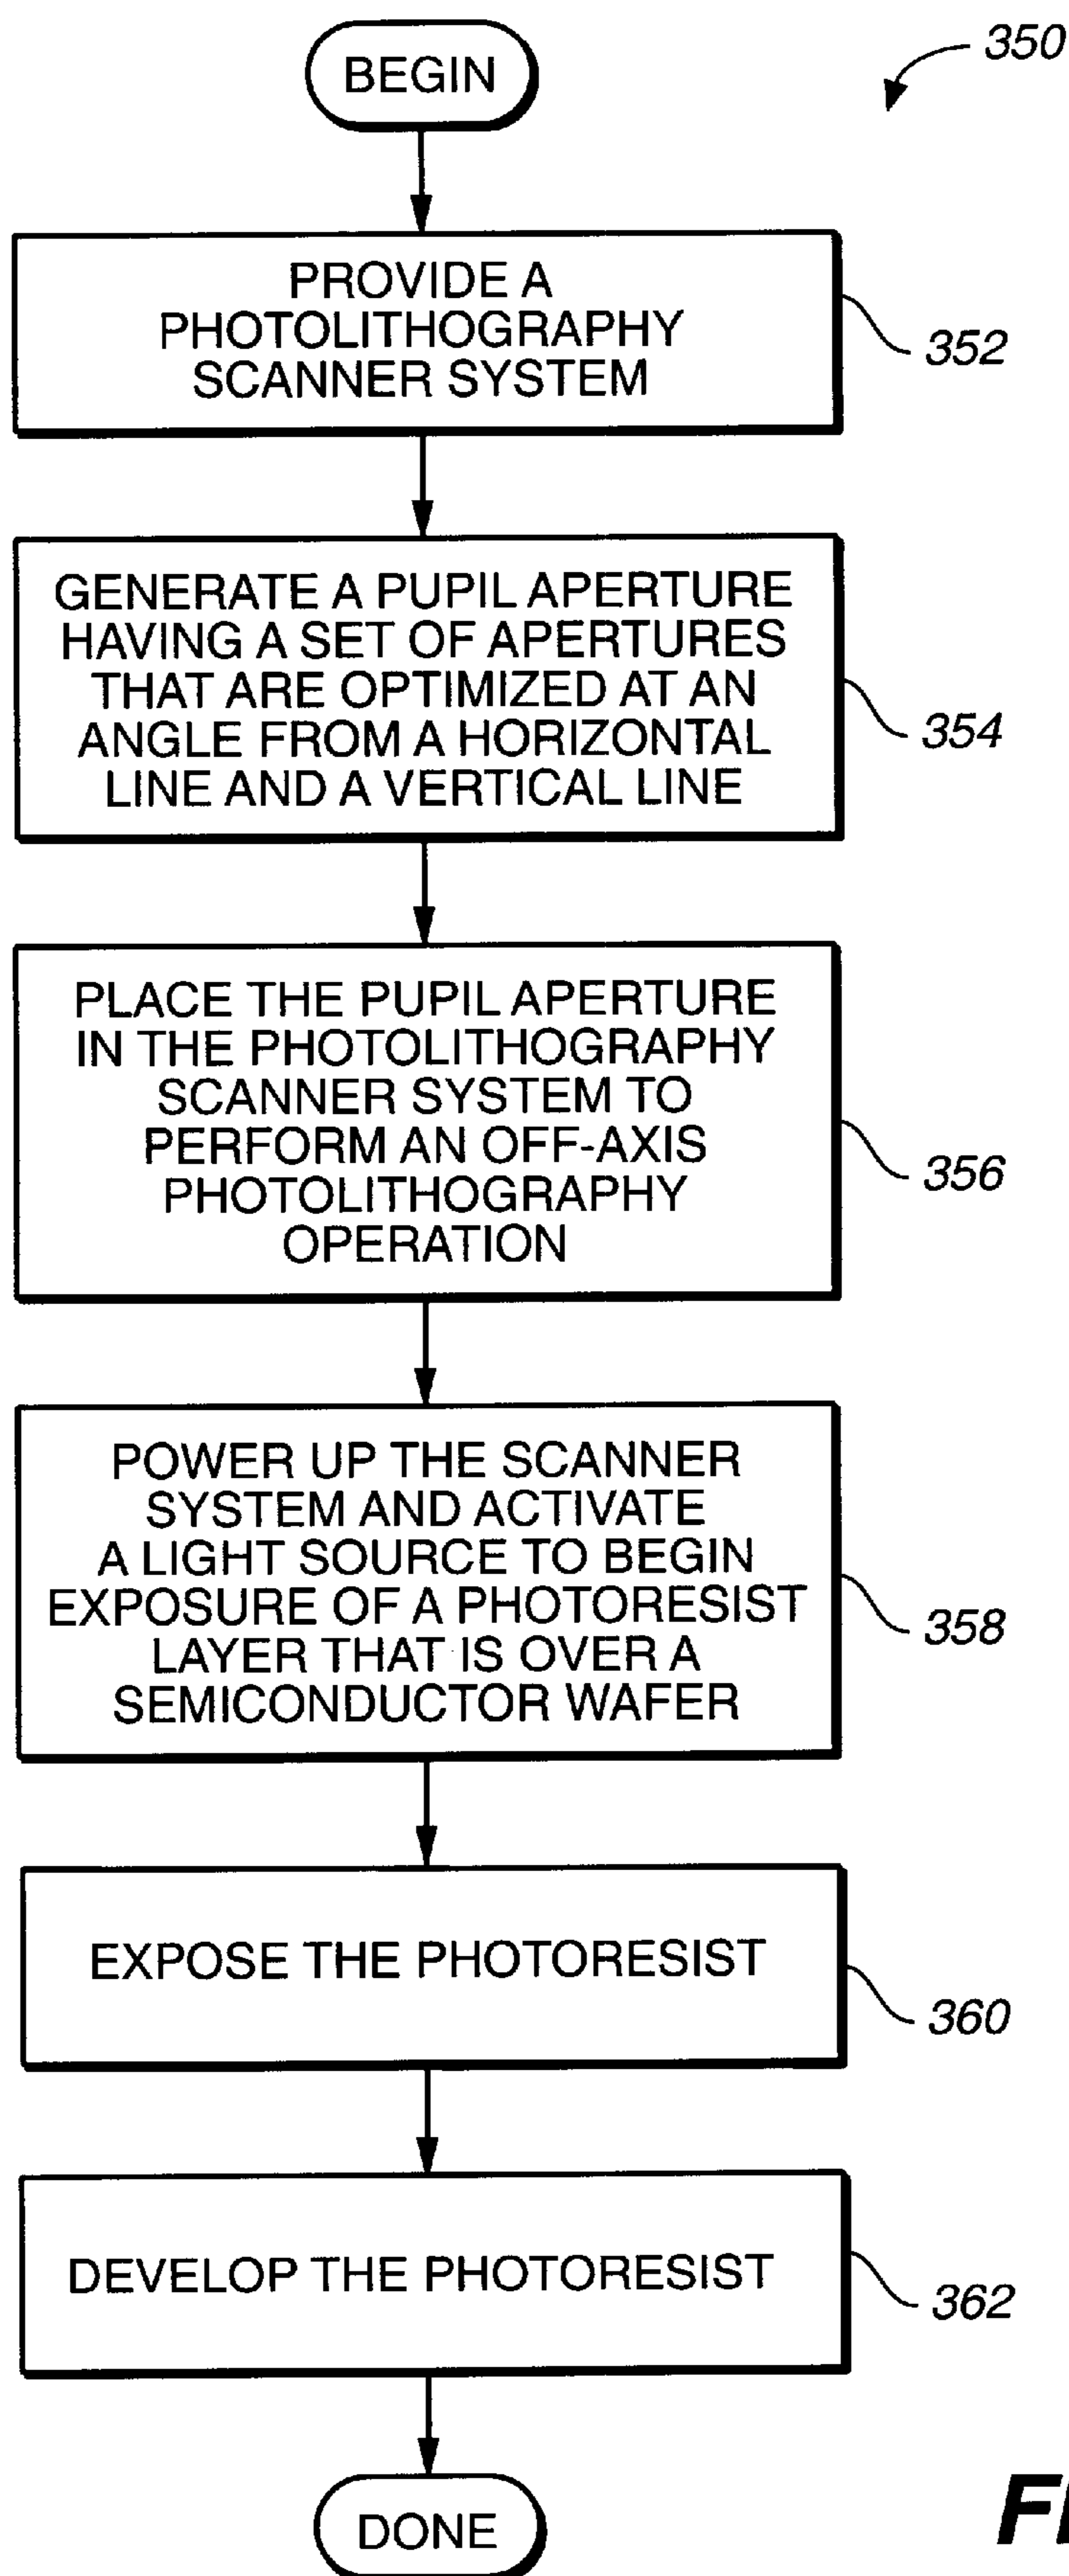 BEGIN
350
PROVIDE A
PHOTOLITHOGRAPHY
SCANNER SYSTEM
352
GENERATE A PUPIL APERTURE
HAVING A SET OF APERTURES
THAT ARE OPTIMIZED AT AN
ANGLE FROM A HORIZONTAL
LINE AND A VERTICAL LINE
354
PLACE THE PUPIL APERTURE
IN THE PHOTOLITHOGRAPHY
SCANNER SYSTEM TO
PERFORM AN OFF-AXIS
PHOTOLITHOGRAPHY
OPERATION
356
POWER UP THE SCANNER
SYSTEM AND ACTIVATE
A LIGHT SOURCE TO BEGIN
EXPOSURE OF A PHOTORESIST
LAYER THAT IS OVER A
SEMICONDUCTOR WAFER
358
EXPOSE THE PHOTORESIST
360
DEVELOP THE PHOTORESIST
362
DONE